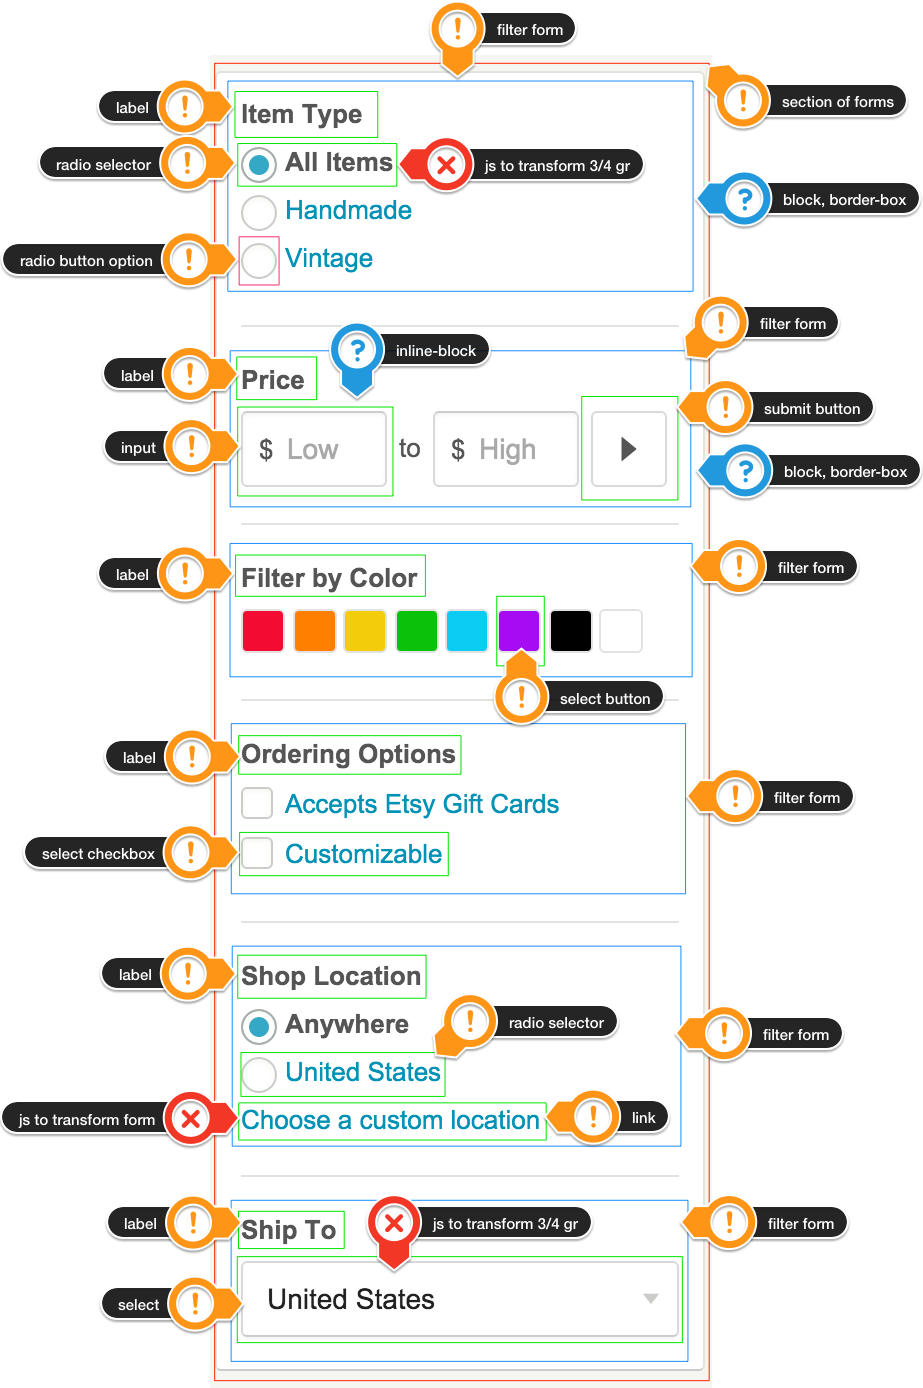 filter form
section of forms
label
Item Type
radio selector
All Items
js to transform 3/4 gr
block, border-box
Handmade
radio button option
Vintage
filter form
inline-block
label
Price
submit button
input
$ Low to $ High
block, border-box
filter form
label
Filter by Color
select button
label
Ordering Options
filter form
Accepts Etsy Gift Cards
select checkbox
Customizable
label
Shop Location
Anywhere
radio selector
filter form
United States
js to transform form
Choose a custom location
link
label
Ship To
js to transform 3/4 gr
filter form
select
United States